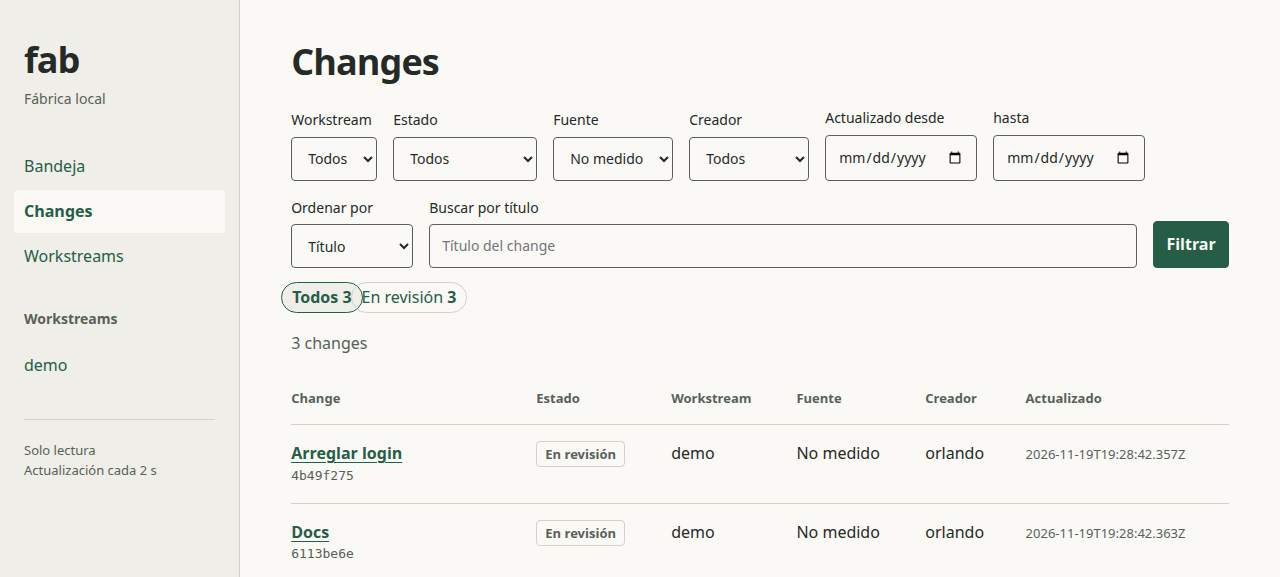 fab
Fábrica local
Bandeja
Changes
Workstreams
Workstreams
demo
Solo lectura
Actualización cada 2 s
Changes
Workstream Estado Fuente Creador Actualizado desde hasta
Todos Todos No medido Todos mm/dd/yyyy mm/dd/yyyy
Ordenar por Buscar por título
Título Título del change Filtrar
Todos 3 En revisión 3
3 changes
Change Estado Workstream Fuente Creador Actualizado
Arreglar login En revisión demo No medido orlando 2026-11-19T19:28:42.357Z
4b49f275
Docs En revisión demo No medido orlando 2026-11-19T19:28:42.363Z
6113be6e